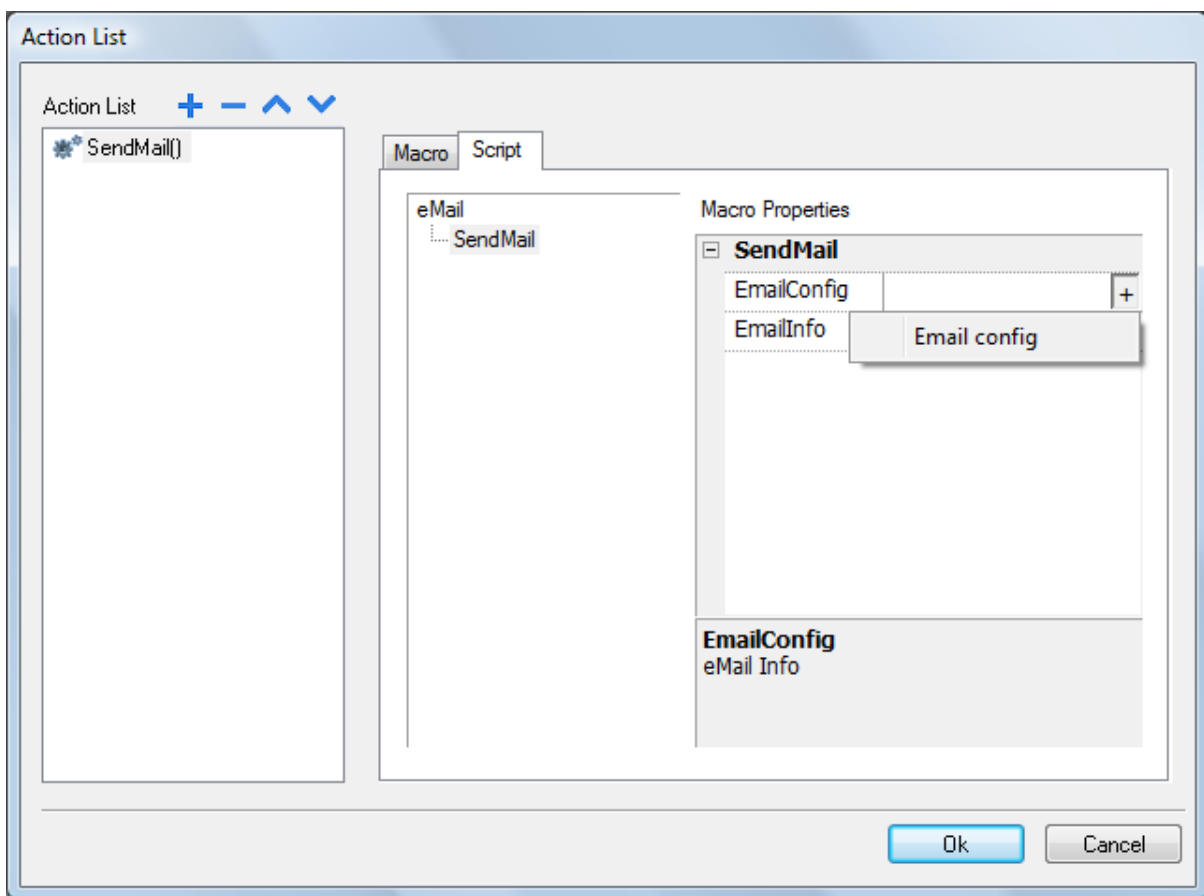 Action List
Action List
SendMail()
Macro Script
eMail
SendMail
Macro Properties
SendMail
EmailConfig +
EmailInfo
Email config
EmailConfig
eMail Info
Ok Cancel